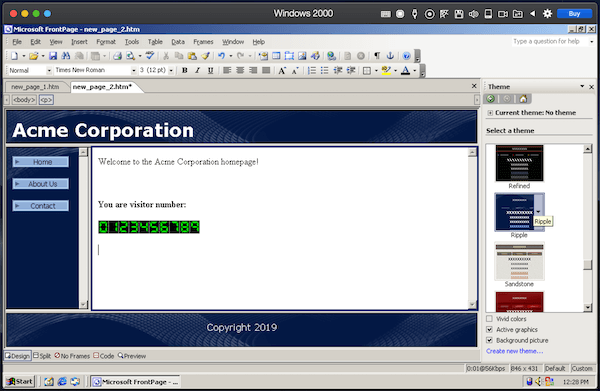 Windows 2000
Buy
Microsoft FrontPage - new_page_2.htm
File Edit View Insert Format Tools Table Data Frames Window Help
Type a question for help
Normal Times New Roman 3 (12 pt) B I U
new_page_1.htm new_page_2.htm*
<body> <p>
Acme Corporation
Home
About Us
Contact
Welcome to the Acme Corporation homepage!
You are visitor number:
0123456789
Copyright 2019
Theme
Current theme: No theme
Select a theme
Refined
Ripple
Ripple
Sandstone
Vivid colors
Active graphics
Background picture
Create new theme...
Design Split No Frames Code Preview
0:01@56Kbps 846 x 431 Default Custom
Start Microsoft FrontPage - ... 12:28 PM